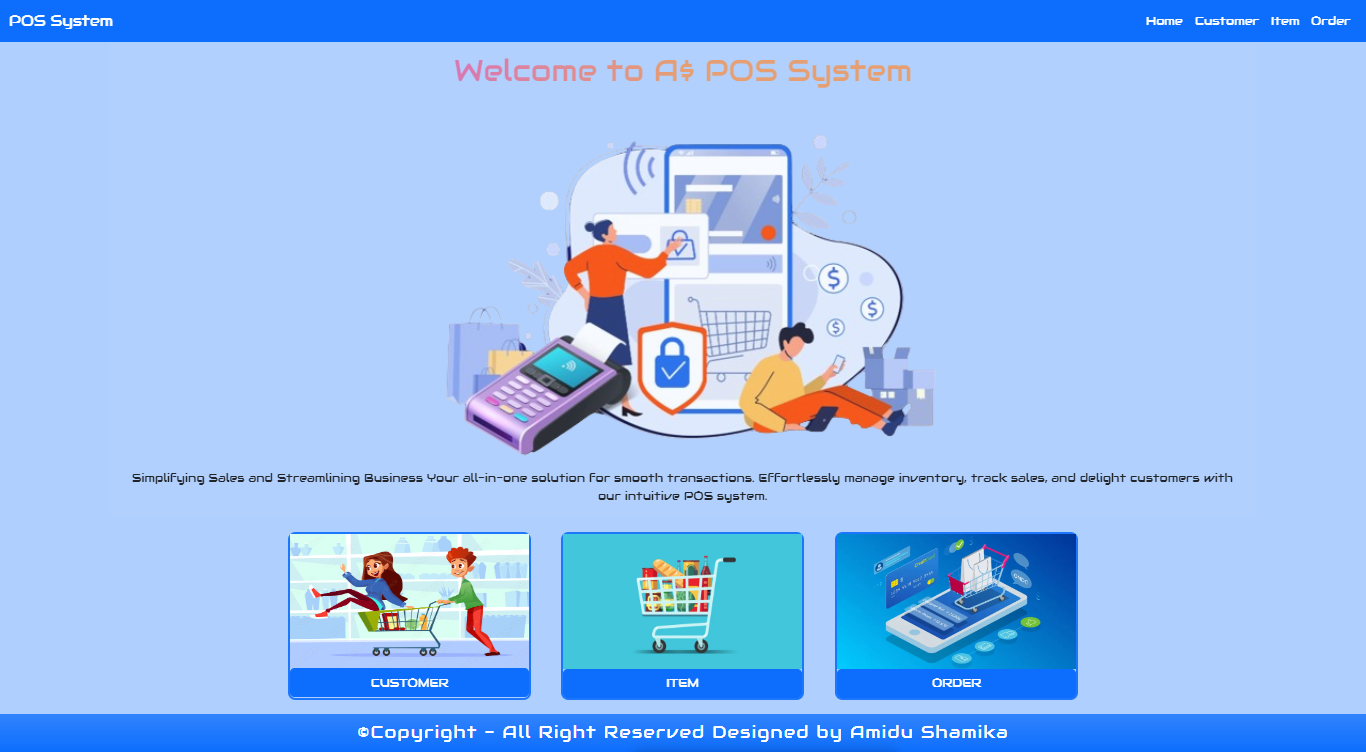 POS System
Home Customer Item Order
Welcome to A$ POS System
Simplifying Sales and Streamlining Business Your all-in-one solution for smooth transactions. Effortlessly manage inventory, track sales, and delight customers with
our intuitive POS system.
CUSTOMER
ITEM
ORDER
©Copyright - All Right Reserved Designed by Amidu Shamika